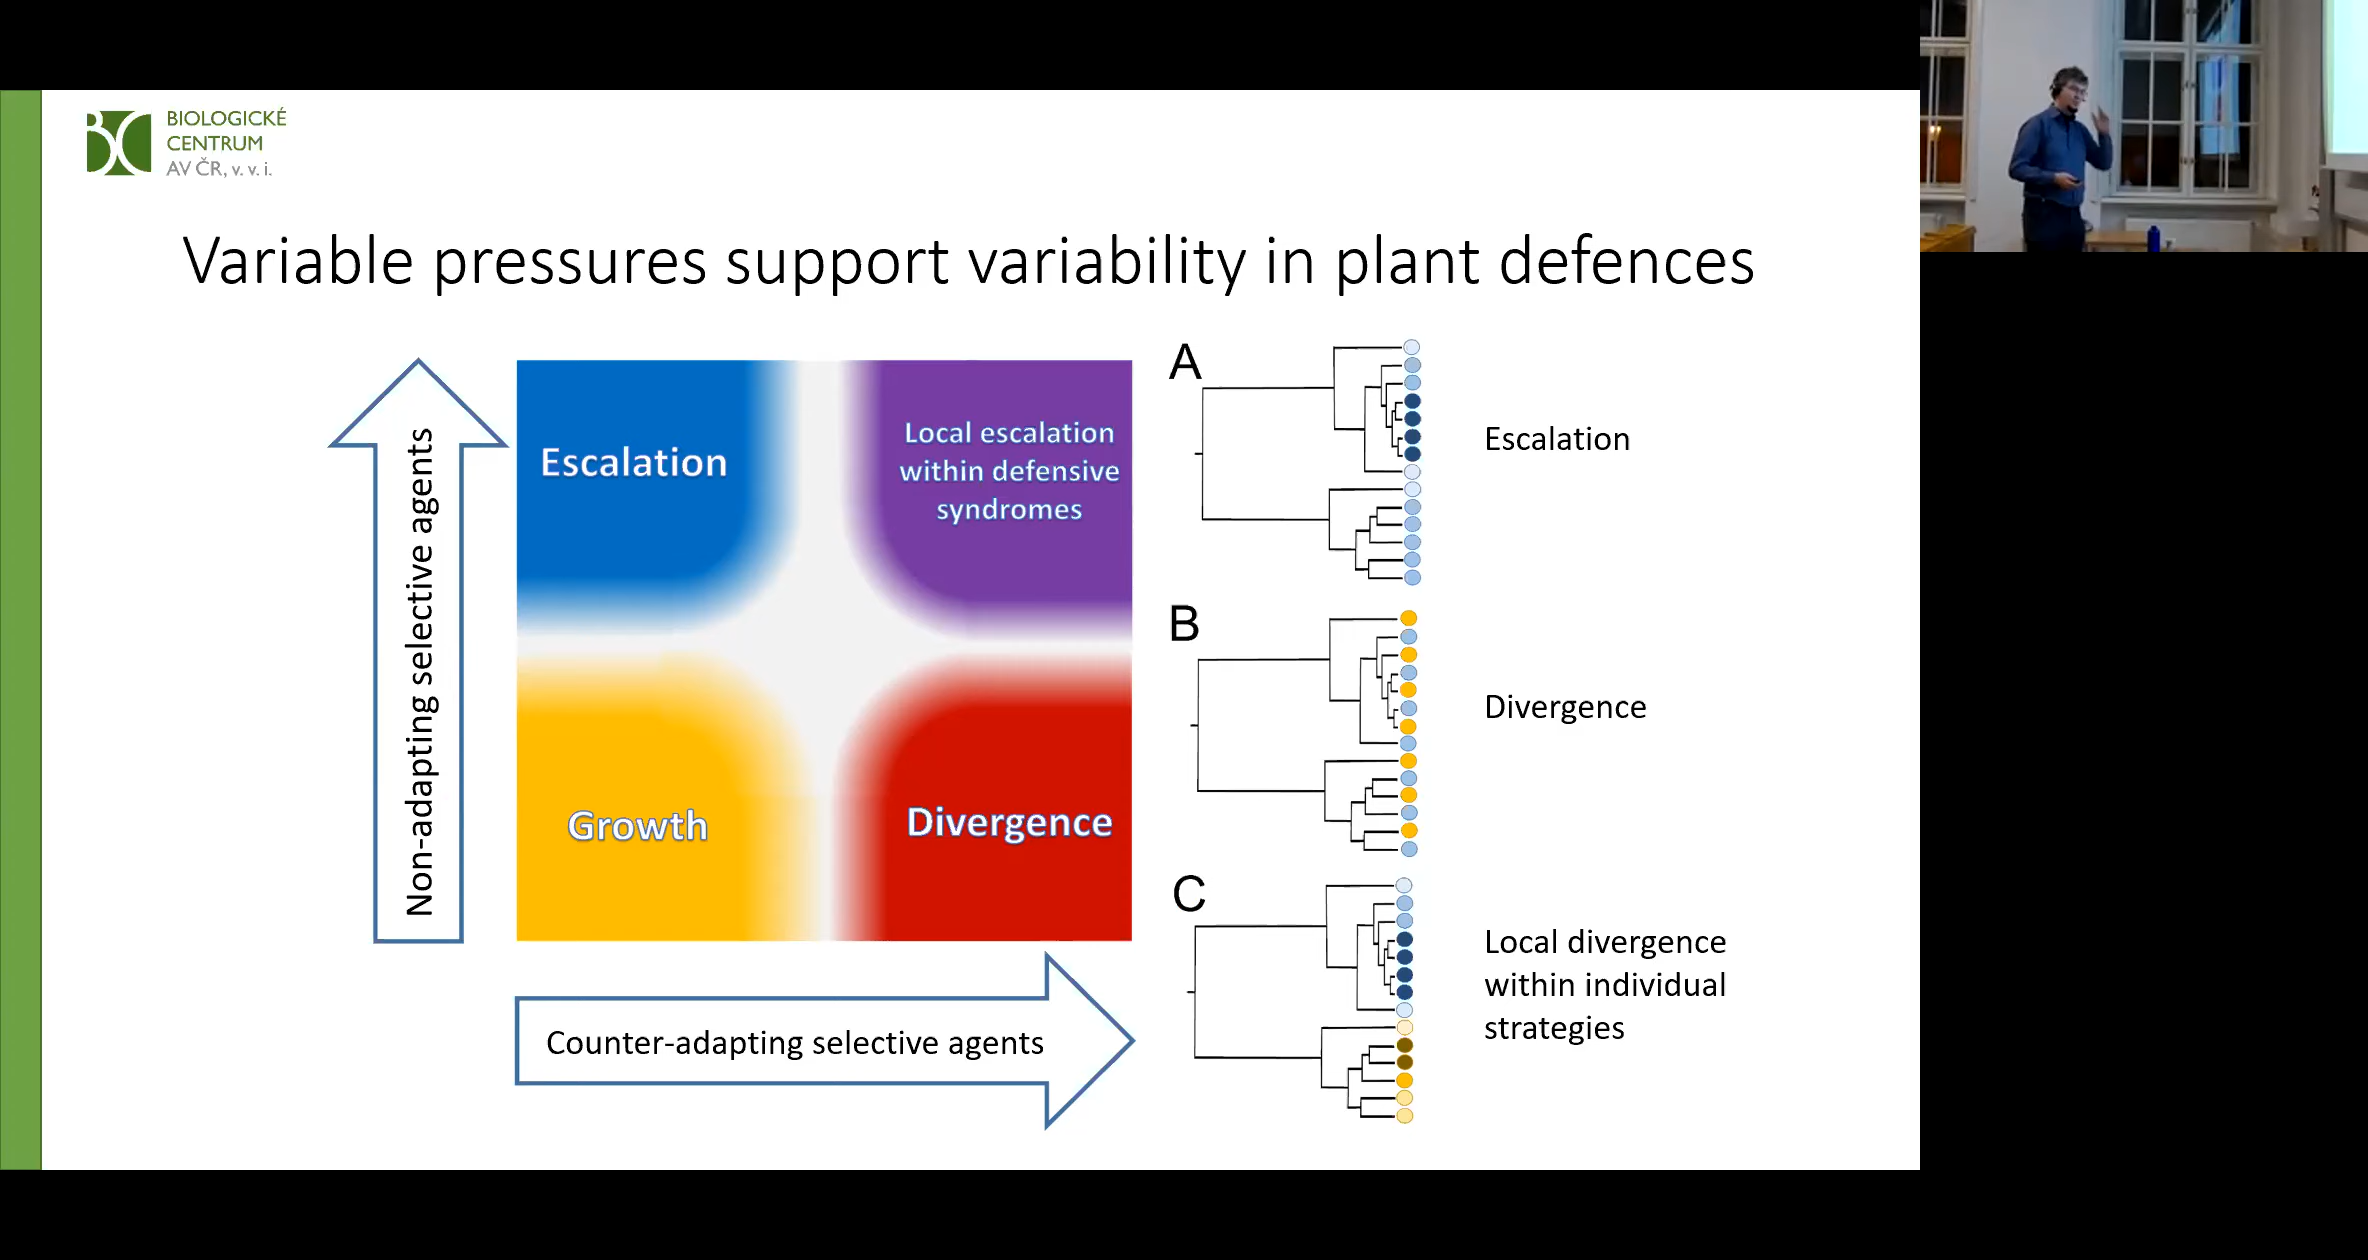 BIOLOGICKÉ
CENTRUM
AV ČR, v. v. i.
Variable pressures support variability in plant defences
Non-adapting selective agents
Escalation
Local escalation
within defensive
syndromes
Growth
Divergence
Counter-adapting selective agents
A
Escalation
B
Divergence
C
Local divergence
within individual
strategies